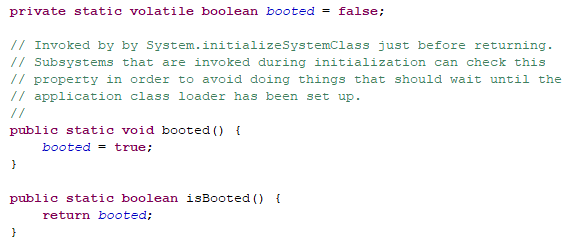 private static volatile boolean booted = false;
// Invoked by by System.initializeSystemClass just before returning.
// Subsystems that are invoked during initialization can check this
// property in order to avoid doing things that should wait until the
// application class loader has been set up.
//
public static void booted() {
    booted = true;
}
public static boolean isBooted() {
    return booted;
}